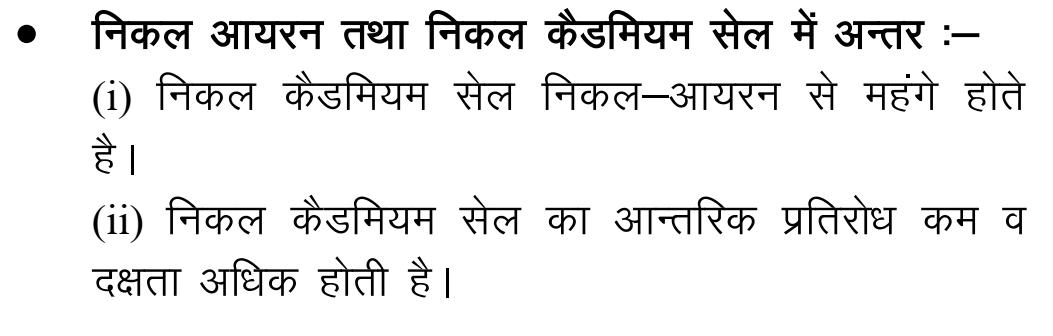 • निकल आयरन तथा निकल कैडमियम सेल में अन्तर :–
(i) निकल कैडमियम सेल निकल–आयरन से महंगे होते
है।
(ii) निकल कैडमियम सेल का आन्तरिक प्रतिरोध कम व
दक्षता अधिक होती है।